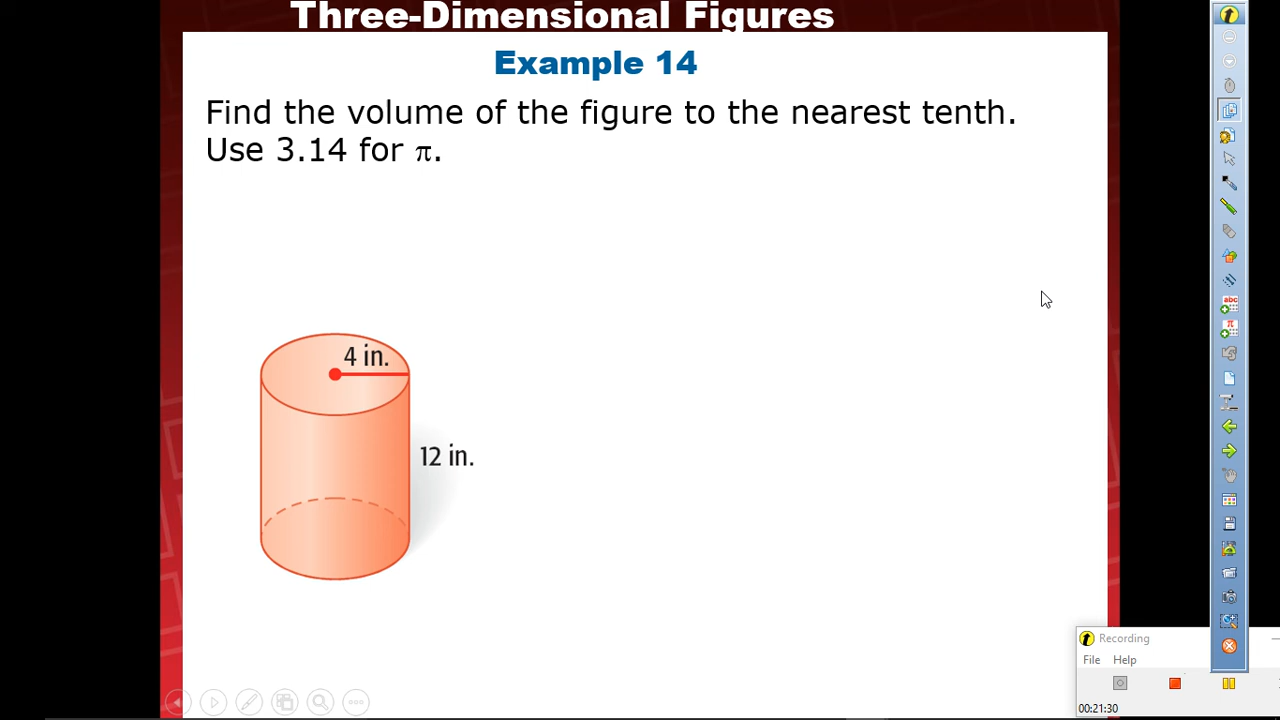 Three-Dimensional Figures
Example 14
Find the volume of the figure to the nearest tenth.
Use 3.14 for π.
4 in.
12 in.
abc
π
Recording
File Help
00:21:30